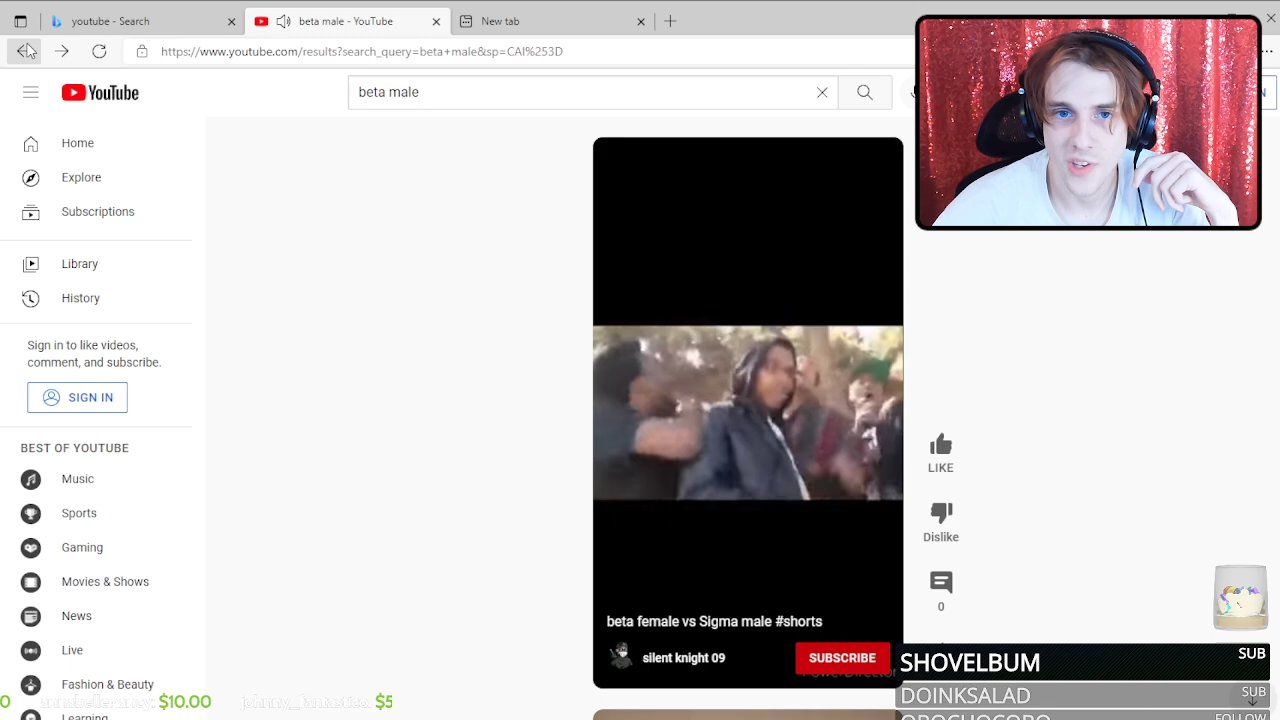 youtube - Search
beta male - YouTube
New tab
https://www.youtube.com/results?search_query=beta+male&sp=CAI%253D
YouTube
beta male
N
Home
Explore
Subscriptions
Library
History
Sign in to like videos,
comment, and subscribe.
SIGN IN
BEST OF YOUTUBE
Music
Sports
Gaming
Movies & Shows
News
Live
Fashion & Beauty
Learning
LIKE
Dislike
0
beta female vs Sigma male #shorts
silent knight 09
SUBSCRIBE
PowerDirector
SHOVELBUM SUB
DOINKSALAD SUB
FOLLOW
0 $10.00 $5